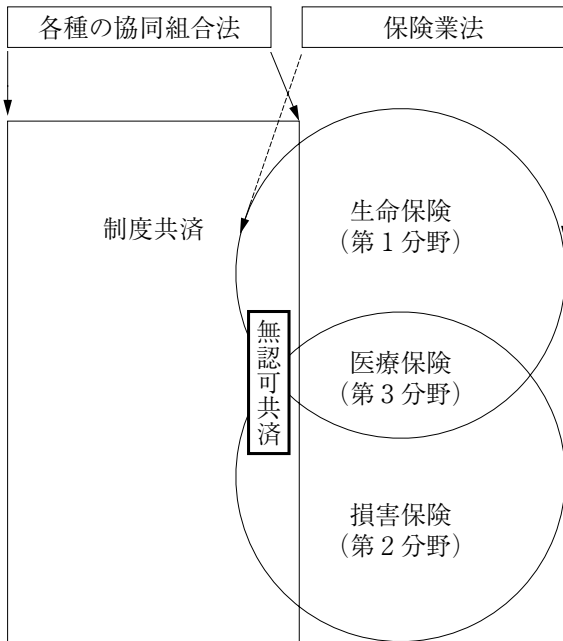 各種の協同組合法
保険業法
制度共済
生命保険
（第１分野）
無認可共済
医療保険
（第３分野）
損害保険
（第２分野）